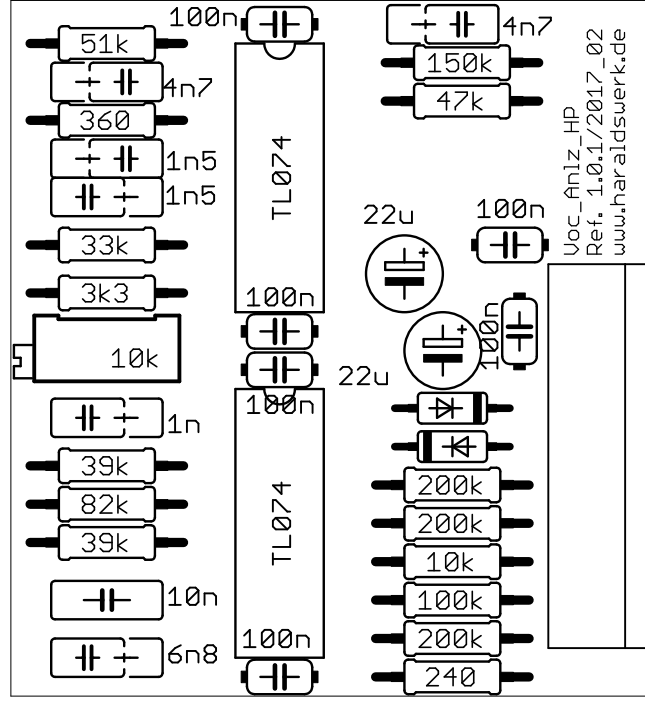 100n
4n7
51k
150k
4n7
47k
360
1n5
1n5
TL074
Voc_Anlz_HP
Ref. 1.0.1/2017_02
www.haraldswerk.de
22u
100n
33k
3k3
100n
100n
10k
22u
100n
1n
39k
200k
82k
TL074
200k
39k
10k
10n
100k
100n
200k
6n8
240